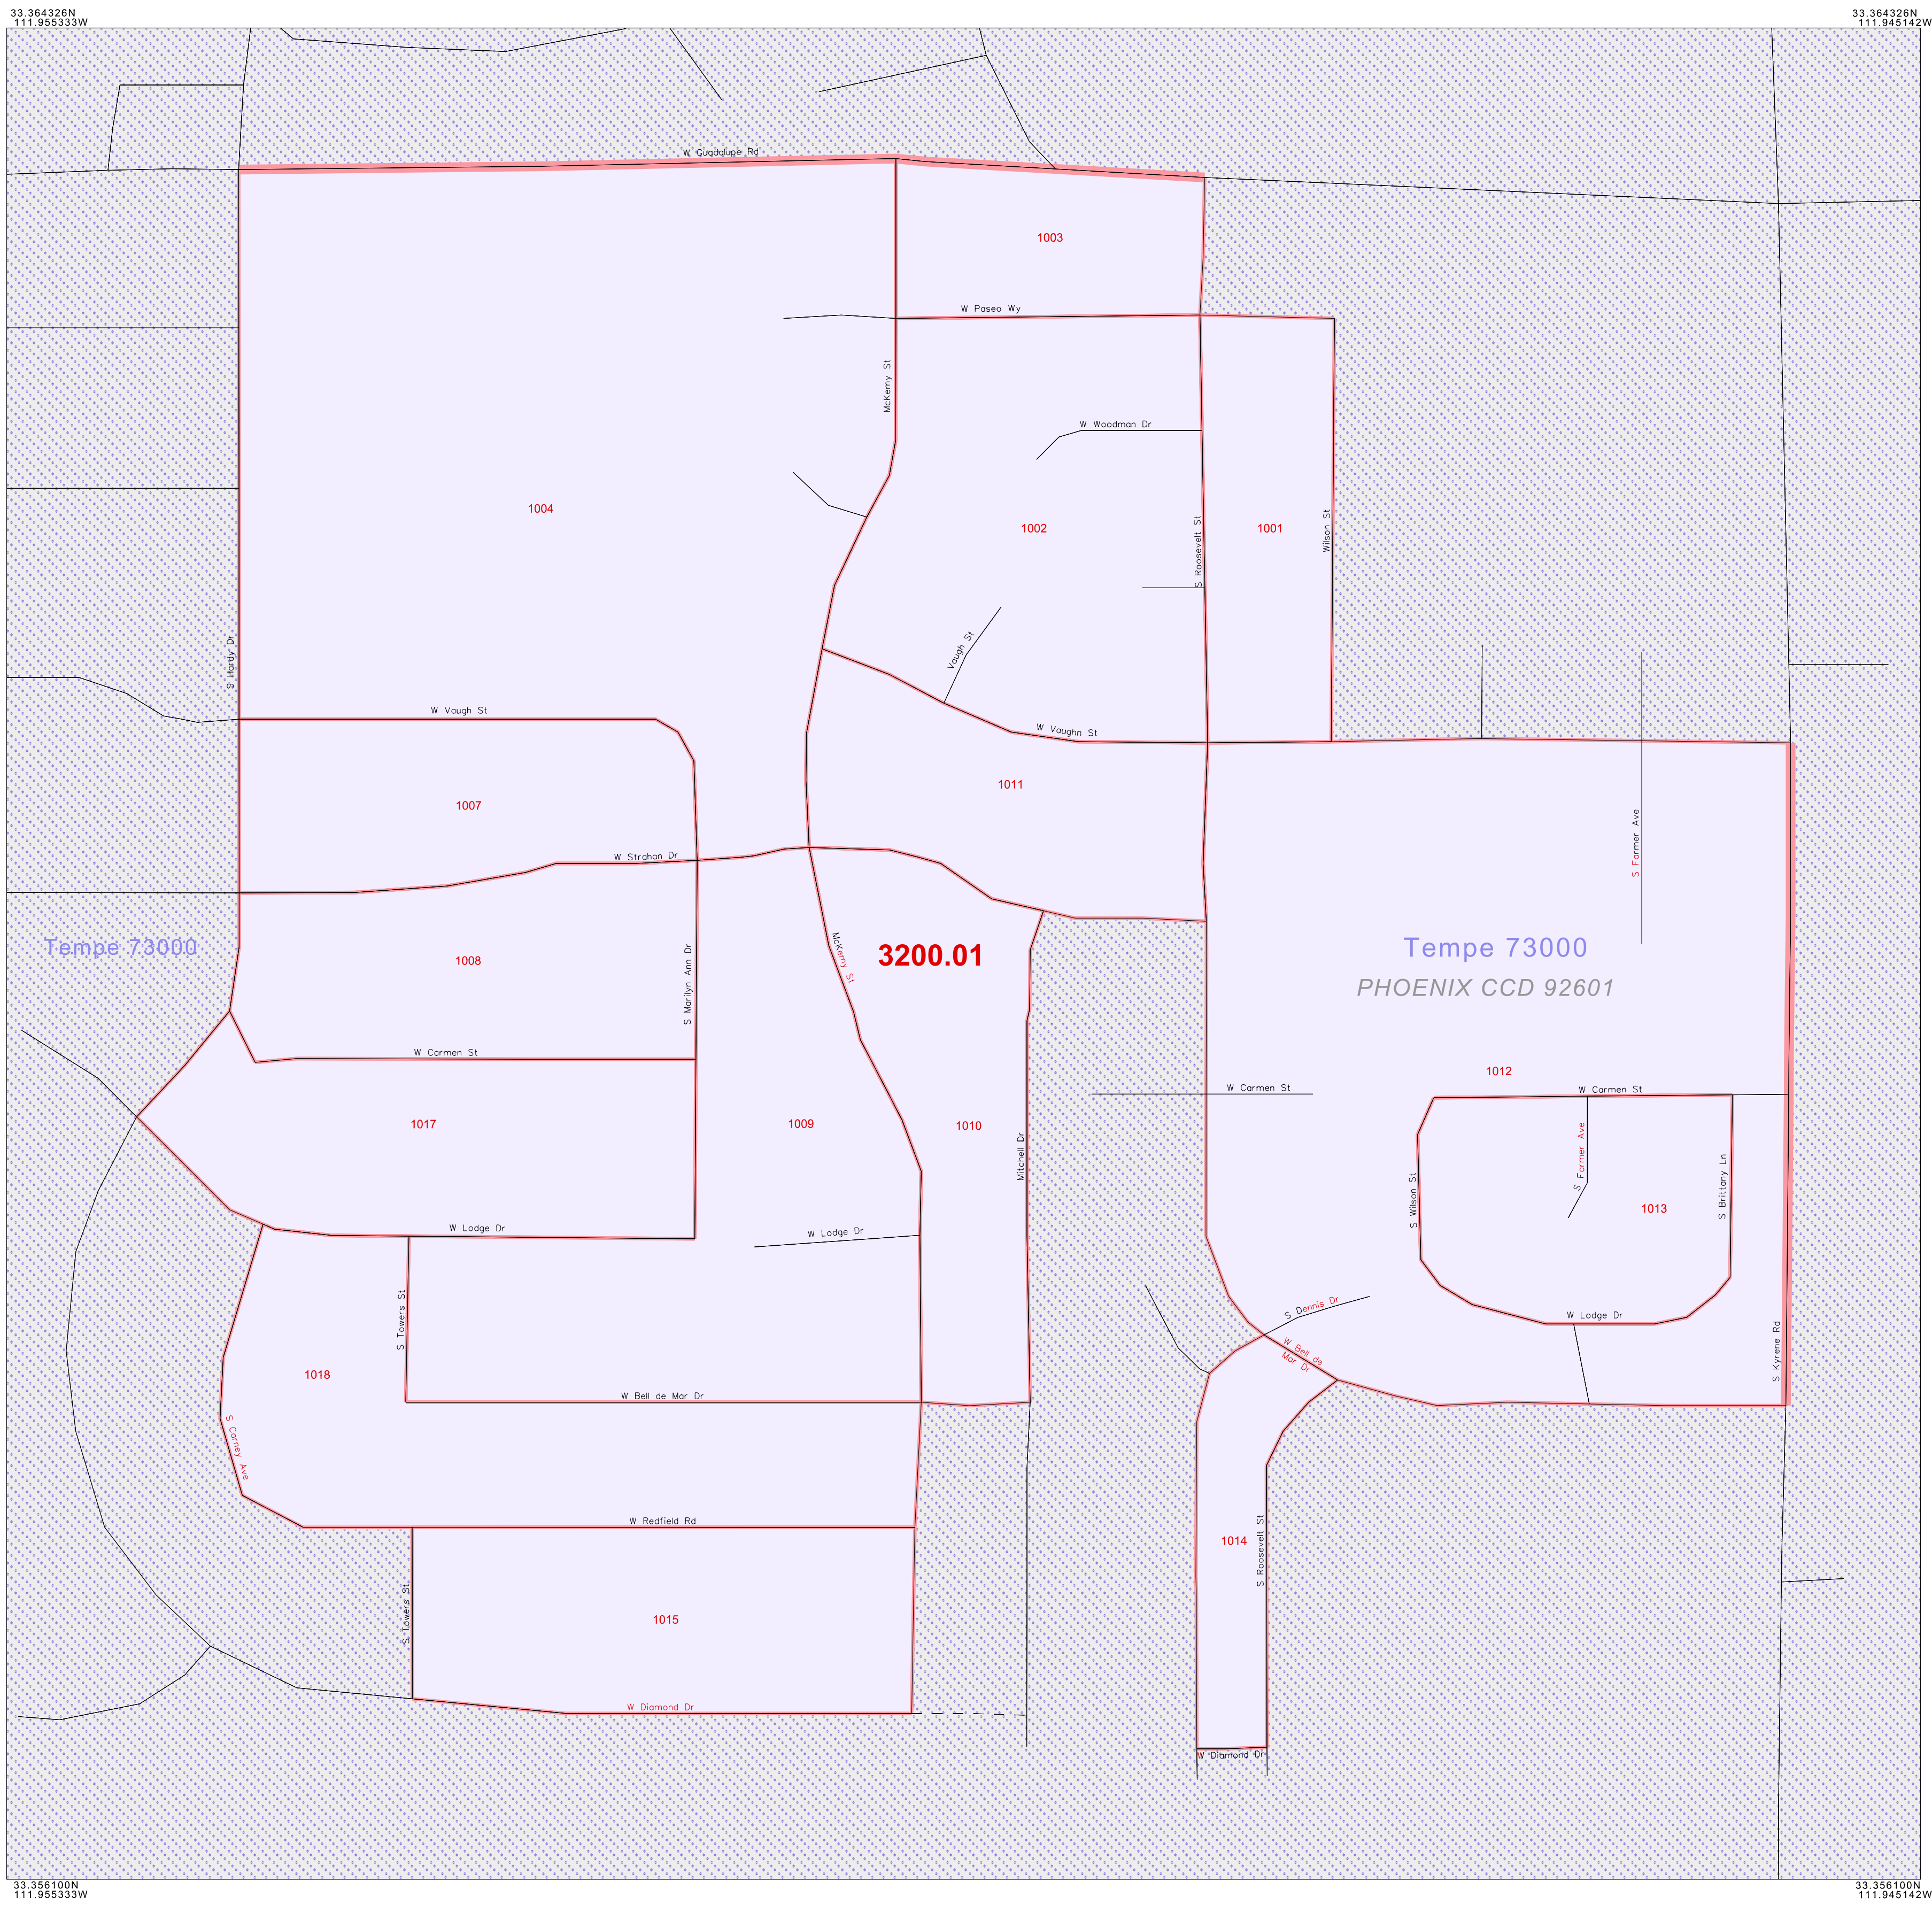 33.364326N
111.955333W
33.364326N
111.945142W
W Guadalupe Rd
1003
W Paseo Wy
McKemy St
W Woodman Dr
1004
1002
S Roosevelt St
1001
Wilson St
S Hardy Dr
Vaugh St
W Vaugh St
W Vaughn St
1011
1007
S Farmer Ave
W Strahan Dr
Tempe 73000
1008
S Marilyn Ann Dr
McKemy St
3200.01
Tempe 73000
PHOENIX CCD 92601
W Carmen St
1012
W Carmen St
W Carmen St
1017
1009
1010
Mitchell Dr
S Farmer Ave
S Wilson St
1013
S Brittany Ln
W Lodge Dr
W Lodge Dr
S Towers St
S Dennis Dr
W Lodge Dr
W Bell de
Mar Dr
S Kyrene Rd
1018
W Bell de Mar Dr
S Carney Ave
W Redfield Rd
1014
S Roosevelt St
S Towers St
1015
W Diamond Dr
W Diamond Dr
33.356100N
111.955333W
33.356100N
111.945142W